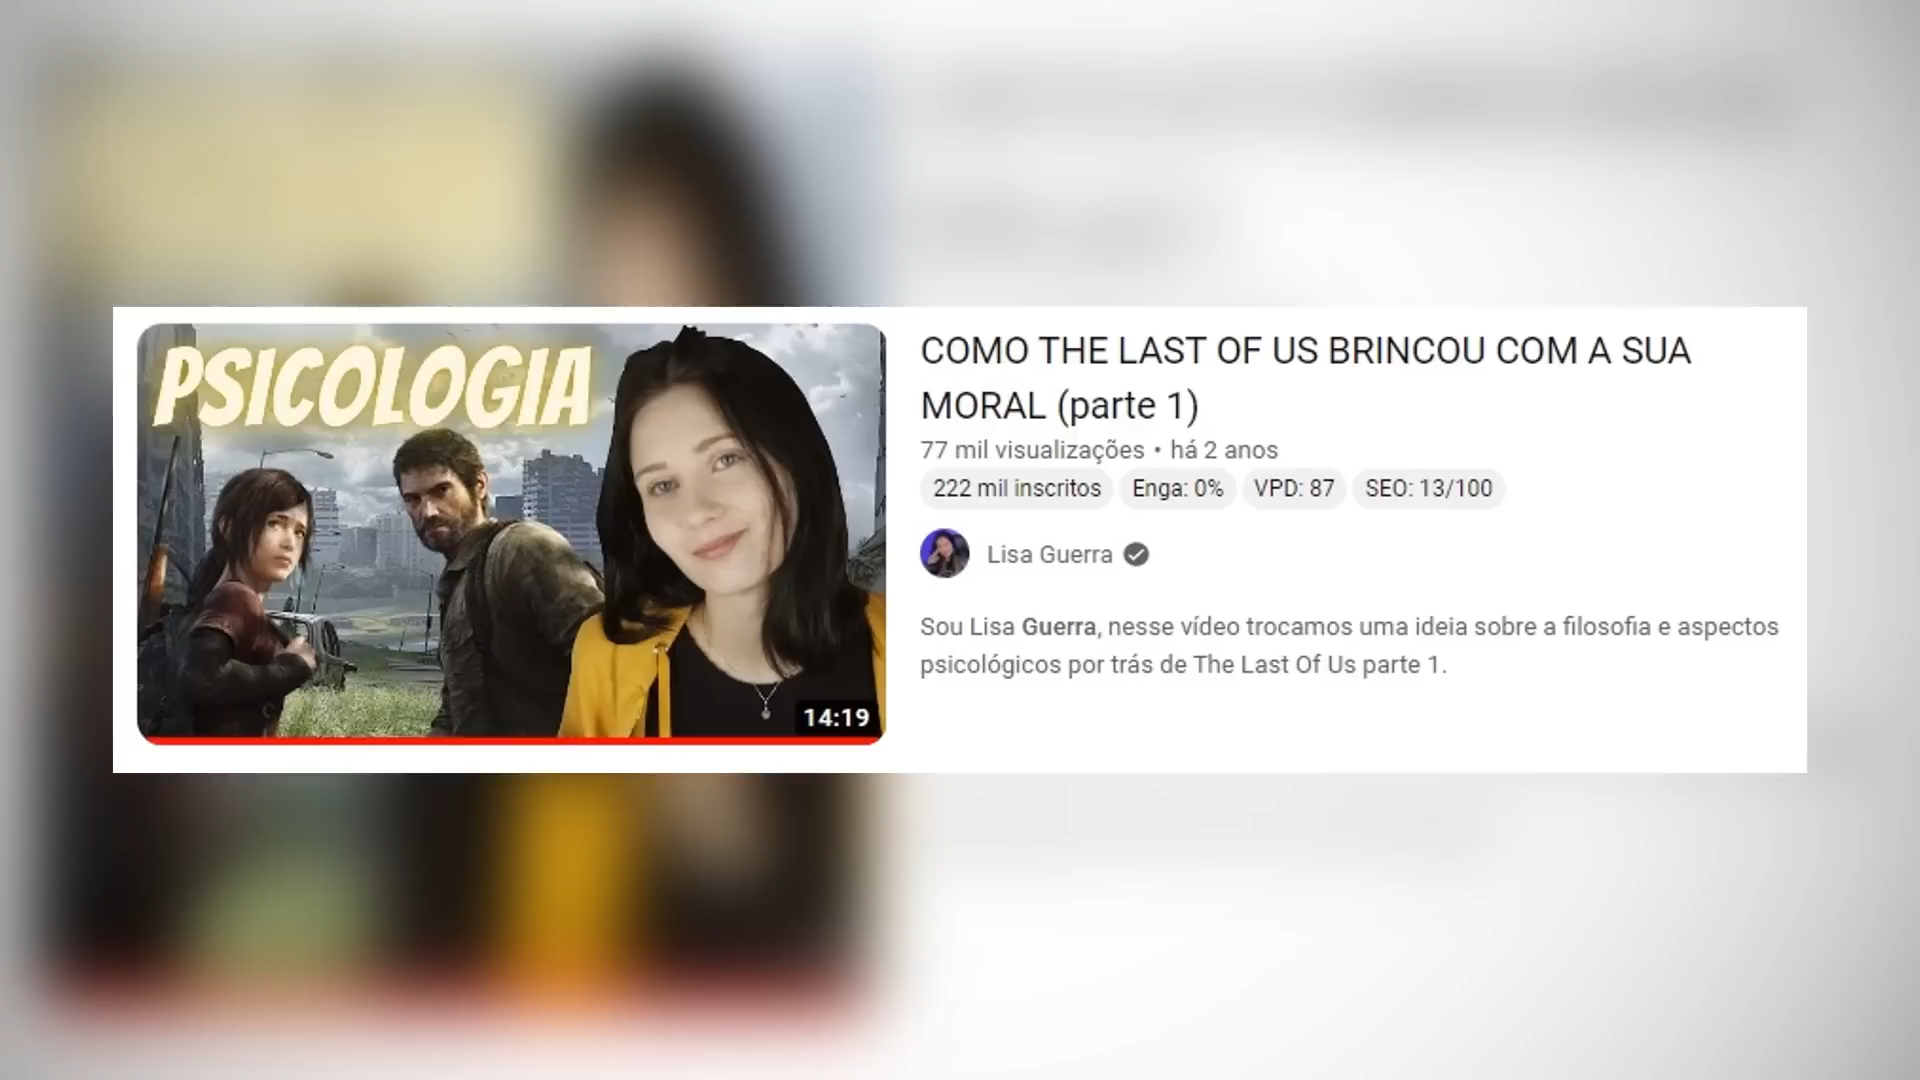 PSICOLOGIA
14:19
COMO THE LAST OF US BRINCOU COM A SUA
MORAL (parte 1)
77 mil visualizações • há 2 anos
222 mil inscritos Enga: 0% VPD: 87 SEO: 13/100
Lisa Guerra
Sou Lisa Guerra, nesse vídeo trocamos uma ideia sobre a filosofia e aspectos
psicológicos por trás de The Last Of Us parte 1.